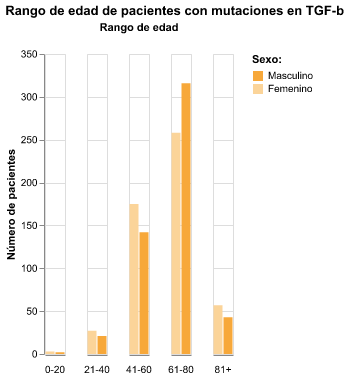 Rango de edad de pacientes con mutaciones en TGF-b
Rango de edad
Sexo:
Masculino
Femenino
Número de pacientes
350
300
250
200
150
100
50
0
0-20 21-40 41-60 61-80 81+